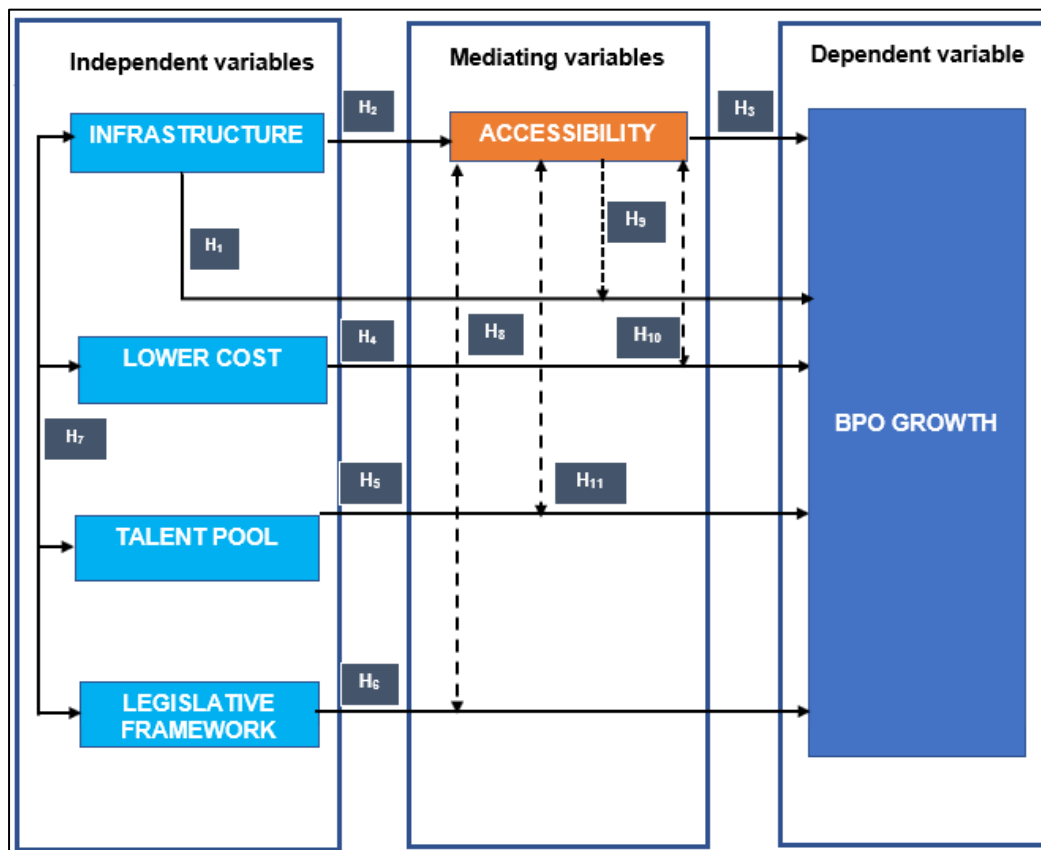 Independent variables
Mediating variables
Dependent variable
INFRASTRUCTURE
H₂
ACCESSIBILITY
H₃
H₁
H₉
LOWER COST
H₄
H₈
H₁₀
BPO GROWTH
H₇
TALENT POOL
H₅
H₁₁
LEGISLATIVE
FRAMEWORK
H₆